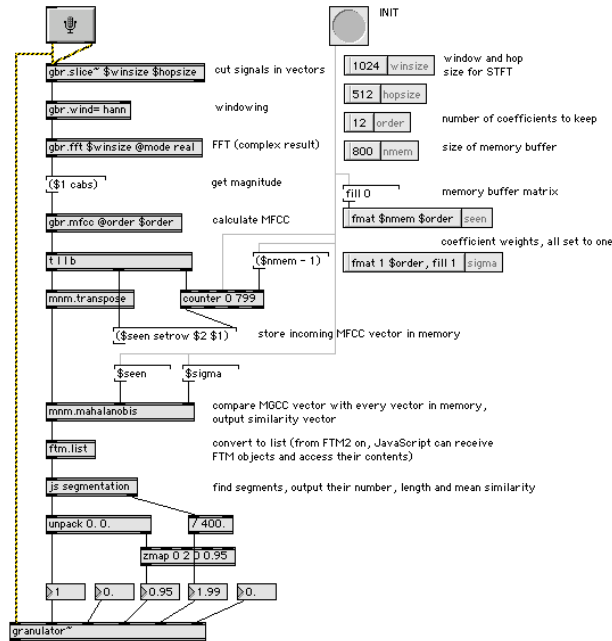 INIT
gbr.slice~ $winsize $hopsize
cut signals in vectors
1024 winsize
window and hop
size for STFT
512 hopsize
gbr.wind= hann
windowing
12 order
number of coefficients to keep
gbr.fft $winsize @mode real
FFT (complex result)
800 nmem
size of memory buffer
($1 cabs)
get magnitude
fill 0
memory buffer matrix
gbr.mfcc @order $order
calculate MFCC
fmat $nmem $order seen
coefficient weights, all set to one
t l l b
($nmem - 1)
fmat 1 $order, fill 1 sigma
mnm.transpose
counter 0 799
($seen setrow $2 $1)
store incoming MFCC vector in memory
$seen
$sigma
mnm.mahalanobis
compare MGCC vector with every vector in memory,
output similarity vector
ftm.list
convert to list (from FTM2 on, JavaScript can receive
FTM objects and access their contents)
js segmentation
find segments, output their number, length and mean similarity
unpack 0. 0.
/ 400.
zmap 0 2 0 0.95
1
0.
0.95
1.99
0.
granulator~